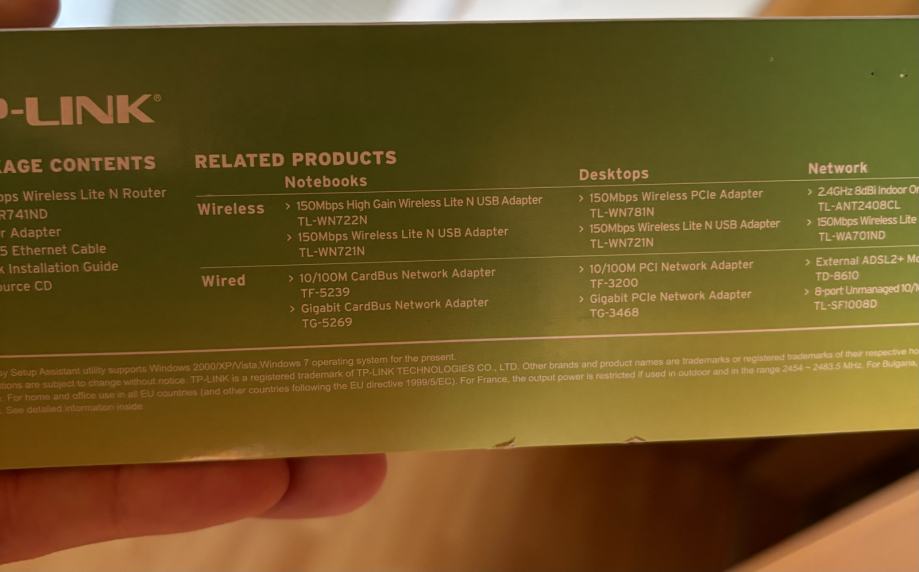 P-LINK®
AGE CONTENTS
ps Wireless Lite N Router
R741ND
r Adapter
5 Ethernet Cable
k Installation Guide
ource CD
RELATED PRODUCTS
Notebooks
Desktops
Network
Wireless
> 150Mbps High Gain Wireless Lite N USB Adapter
TL-WN722N
> 150Mbps Wireless Lite N USB Adapter
TL-WN721N
> 150Mbps Wireless PCIe Adapter
TL-WN781N
> 150Mbps Wireless Lite N USB Adapter
TL-WN721N
> 2.4GHz 8dBi Indoor
TL-ANT2408CL
> 150Mbps Wireless Lite
TL-WA701ND
Wired
> 10/100M CardBus Network Adapter
TF-5239
> Gigabit CardBus Network Adapter
TG-5269
> 10/100M PCI Network Adapter
TF-3200
> Gigabit PCIe Network Adapter
TG-3468
> External ADSL2+ Mo
TD-8610
> 8-port Unmanaged 10/1
TL-SF1008D
sy Setup Assistant utility supports Windows 2000/XP/Vista,Windows 7 operating system for the present.
tions are subject to change without notice. TP-LINK is a registered trademark of TP-LINK TECHNOLOGIES CO., LTD. Other brands and product names are trademarks or registered trademarks of their respective ho
. For home and office use in all EU countries (and other countries following the EU directive 1999/5/EC). For France, the output power is restricted if used in outdoor and in the range 2454 ~ 2483.5 MHz. For Bulgaria,
. See detailed information inside